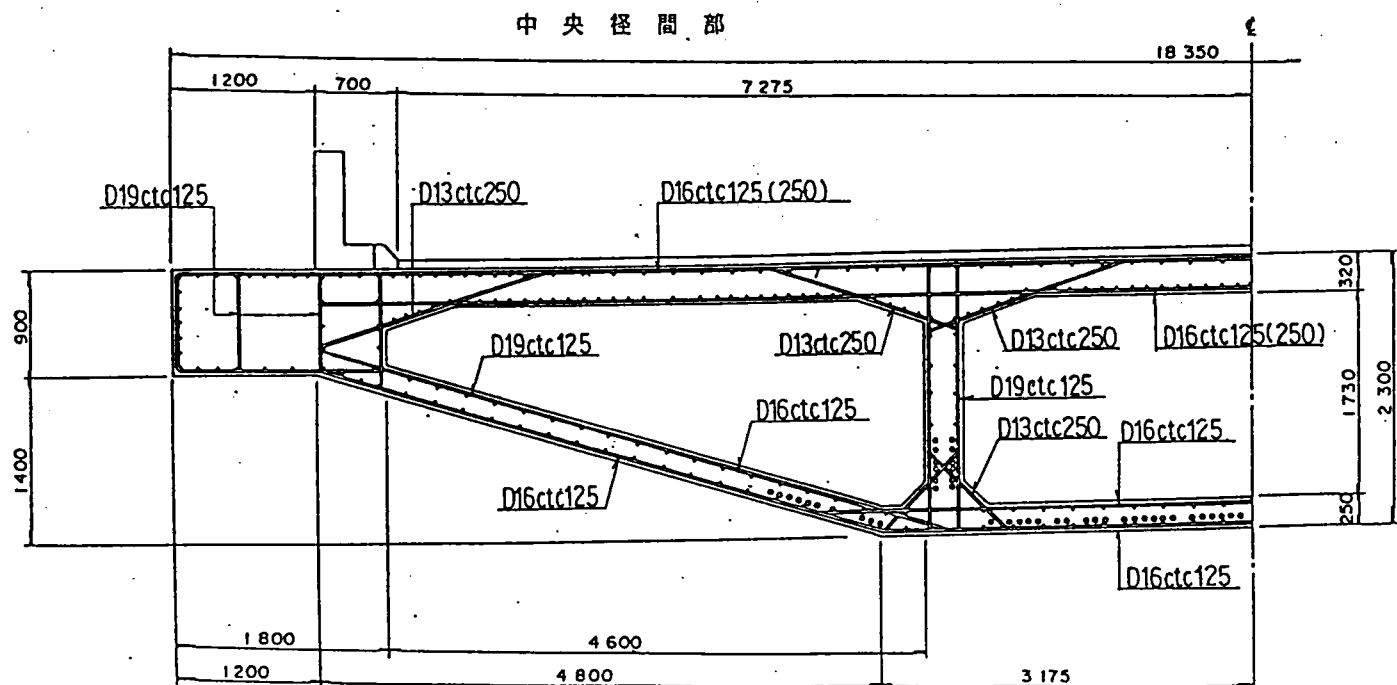 中央径間部
℄
18 350
1200 700 7 275
D19ctc125 D13ctc250 D16ctc125(250)
900
1400
320
1730
250
2 300
D19ctc125 D13ctc250 D13ctc250 D16ctc125(250)
D16ctc125 D19ctc125
D13ctc250 D16ctc125
D16ctc125
D16ctc125
1 800 4 600
1200 4 800 3 175